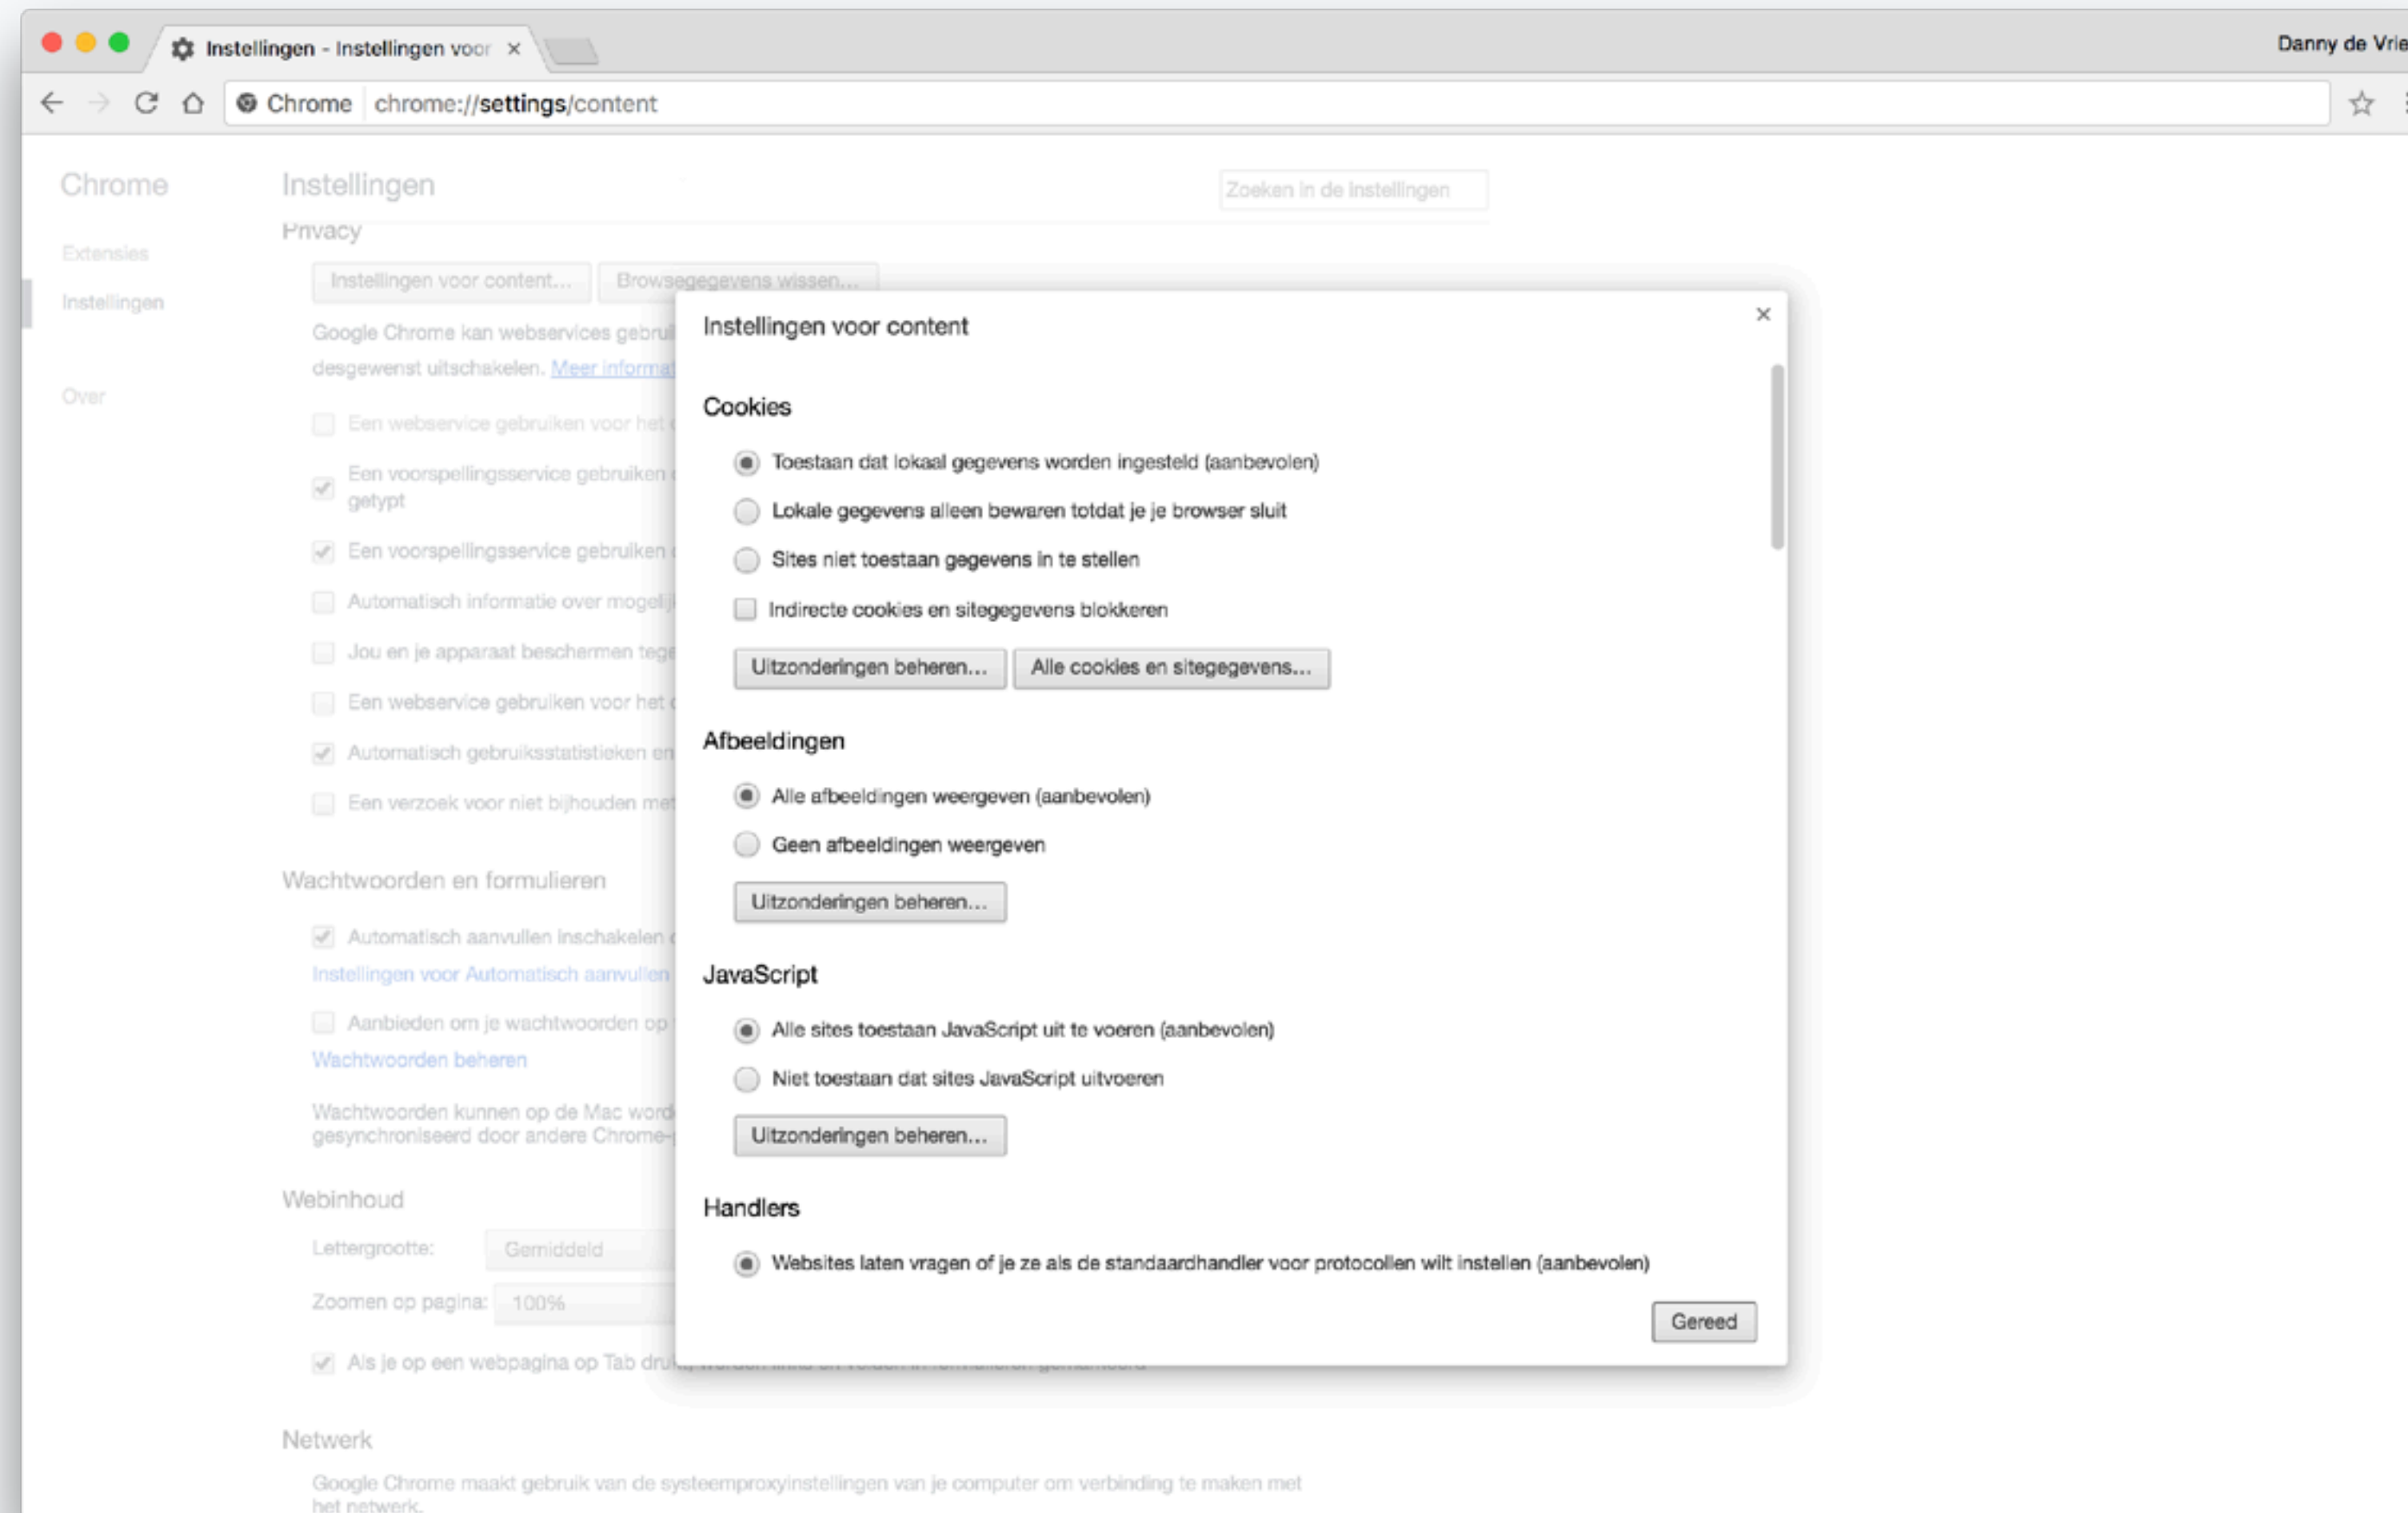 Instellingen - Instellingen voor
Danny de Vrie
Chrome chrome://settings/content
Chrome
Instellingen
Zoeken in de instellingen
Extensies
Instellingen
Over
Privacy
Instellingen voor content... Browsegegevens wissen...
Google Chrome kan webservices gebrui
desgewenst uitschakelen. Meer informat
Een webservice gebruiken voor het
Een voorspellingsservice gebruiken
getypt
Een voorspellingsservice gebruiken
Automatisch informatie over mogelij
Jou en je apparaat beschermen tege
Een webservice gebruiken voor het
Automatisch gebruiksstatistieken en
Een verzoek voor niet bijhouden met
Wachtwoorden en formulieren
Automatisch aanvullen inschakelen
Instellingen voor Automatisch aanvullen
Aanbieden om je wachtwoorden op
Wachtwoorden beheren
Wachtwoorden kunnen op de Mac word
gesynchroniseerd door andere Chrome-
Webinhoud
Lettergrootte: Gemiddeld
Zoomen op pagina: 100%
Als je op een webpagina op Tab druk
Netwerk
Google Chrome maakt gebruik van de systeemproxyinstellingen van je computer om verbinding te maken met
het netwerk.
Instellingen voor content
Cookies
Toestaan dat lokaal gegevens worden ingesteld (aanbevolen)
Lokale gegevens alleen bewaren totdat je je browser sluit
Sites niet toestaan gegevens in te stellen
Indirecte cookies en sitegegevens blokkeren
Uitzonderingen beheren... Alle cookies en sitegegevens...
Afbeeldingen
Alle afbeeldingen weergeven (aanbevolen)
Geen afbeeldingen weergeven
Uitzonderingen beheren...
JavaScript
Alle sites toestaan JavaScript uit te voeren (aanbevolen)
Niet toestaan dat sites JavaScript uitvoeren
Uitzonderingen beheren...
Handlers
Websites laten vragen of je ze als de standaardhandler voor protocollen wilt instellen (aanbevolen)
Gereed